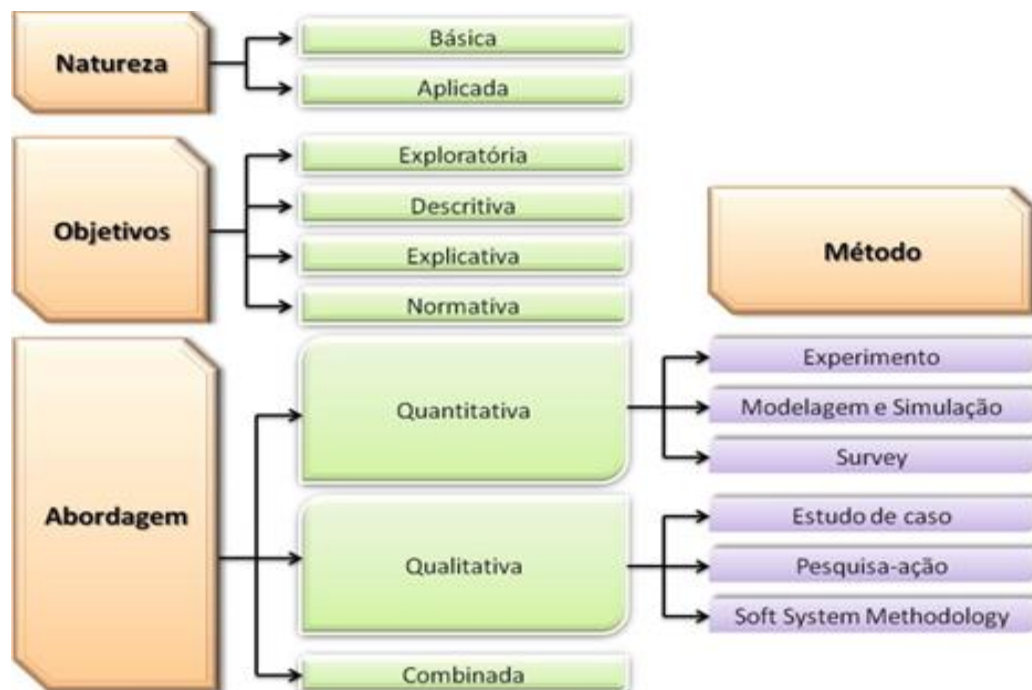 Natureza
Básica
Aplicada
Objetivos
Exploratória
Descritiva
Explicativa
Normativa
Abordagem
Quantitativa
Qualitativa
Combinada
Método
Experimento
Modelagem e Simulação
Survey
Estudo de caso
Pesquisa-ação
Soft System Methodology